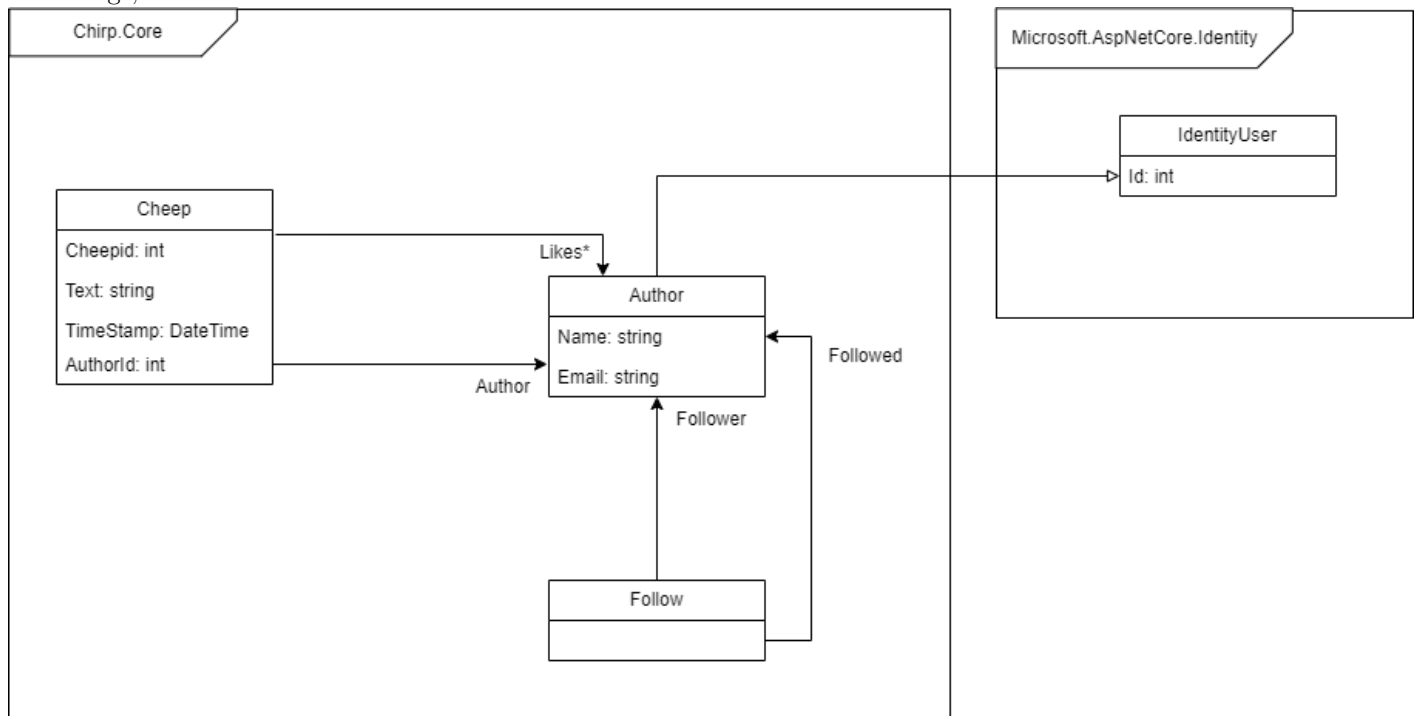 Chirp.Core
Microsoft.AspNetCore.Identity
IdentityUser
Id: int
Cheep
Cheepid: int
Text: string
TimeStamp: DateTime
AuthorId: int
Likes*
Author
Name: string
Email: string
Author
Followed
Follower
Follow